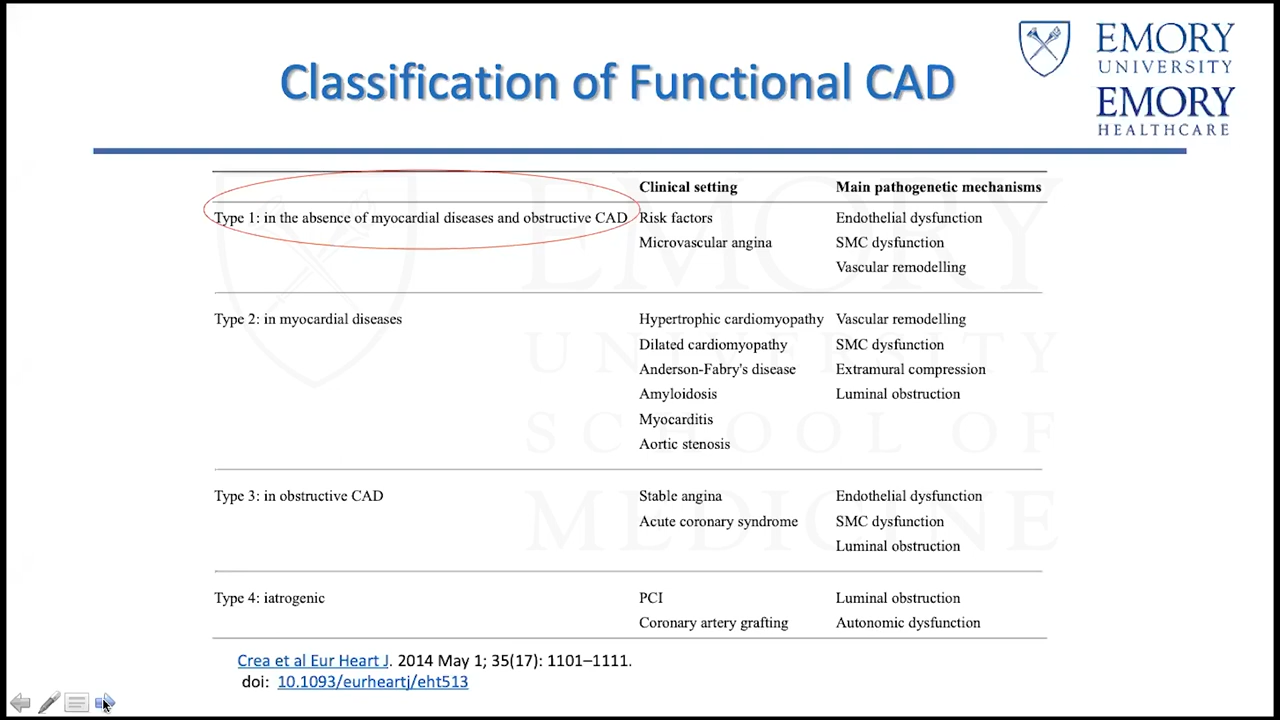 EMORY
UNIVERSITY
EMORY
HEALTHCARE
Classification of Functional CAD
Clinical setting Main pathogenetic mechanisms
Type 1: in the absence of myocardial diseases and obstructive CAD Risk factors Endothelial dysfunction
Microvascular angina SMC dysfunction
Vascular remodelling
Type 2: in myocardial diseases Hypertrophic cardiomyopathy Vascular remodelling
Dilated cardiomyopathy SMC dysfunction
Anderson-Fabry's disease Extramural compression
Amyloidosis Luminal obstruction
Myocarditis
Aortic stenosis
Type 3: in obstructive CAD Stable angina Endothelial dysfunction
Acute coronary syndrome SMC dysfunction
Luminal obstruction
Type 4: iatrogenic PCI Luminal obstruction
Coronary artery grafting Autonomic dysfunction
EMORY
UNIVERSITY
SCHOOL OF
MEDICINE
Crea et al Eur Heart J. 2014 May 1; 35(17): 1101–1111.
doi: 10.1093/eurheartj/eht513